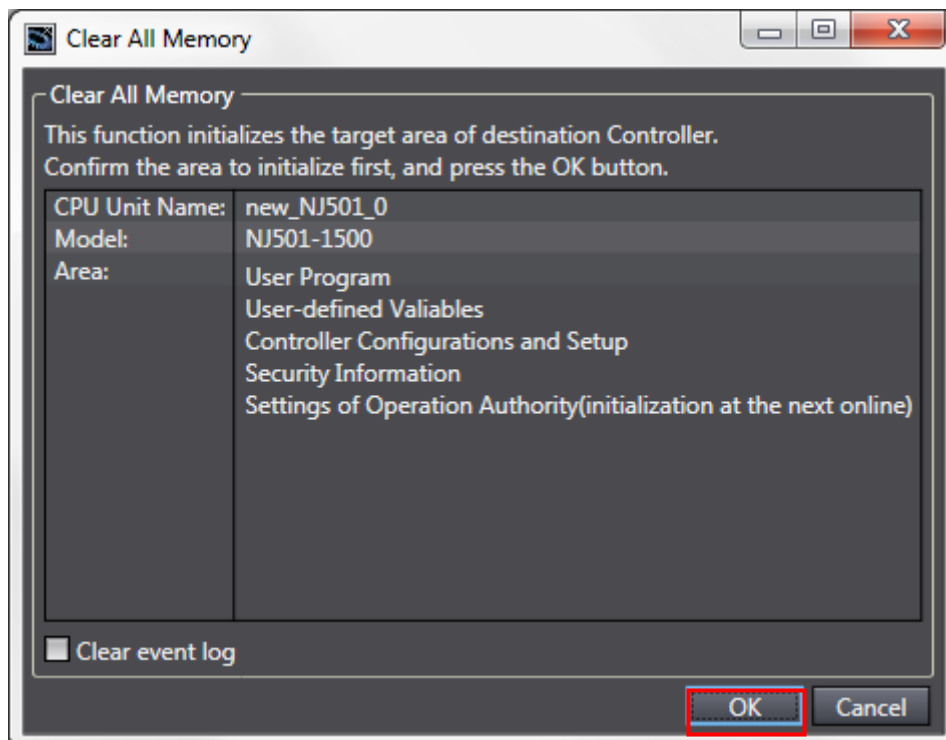 Clear All Memory
Clear All Memory
This function initializes the target area of destination Controller.
Confirm the area to initialize first, and press the OK button.
CPU Unit Name: new_NJ501_0
Model: NJ501-1500
Area: User Program
User-defined Valiables
Controller Configurations and Setup
Security Information
Settings of Operation Authority(initialization at the next online)
Clear event log
OK Cancel